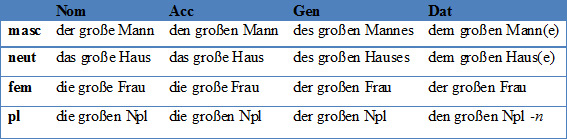 Nom Acc Gen Dat
masc der große Mann den großen Mann des großen Mannes dem großen Mann(e)
neut das große Haus das große Haus des großen Hauses dem großen Haus(e)
fem die große Frau die große Frau der großen Frau der großen Frau
pl die großen Npl die großen Npl der großen Npl den großen Npl -n